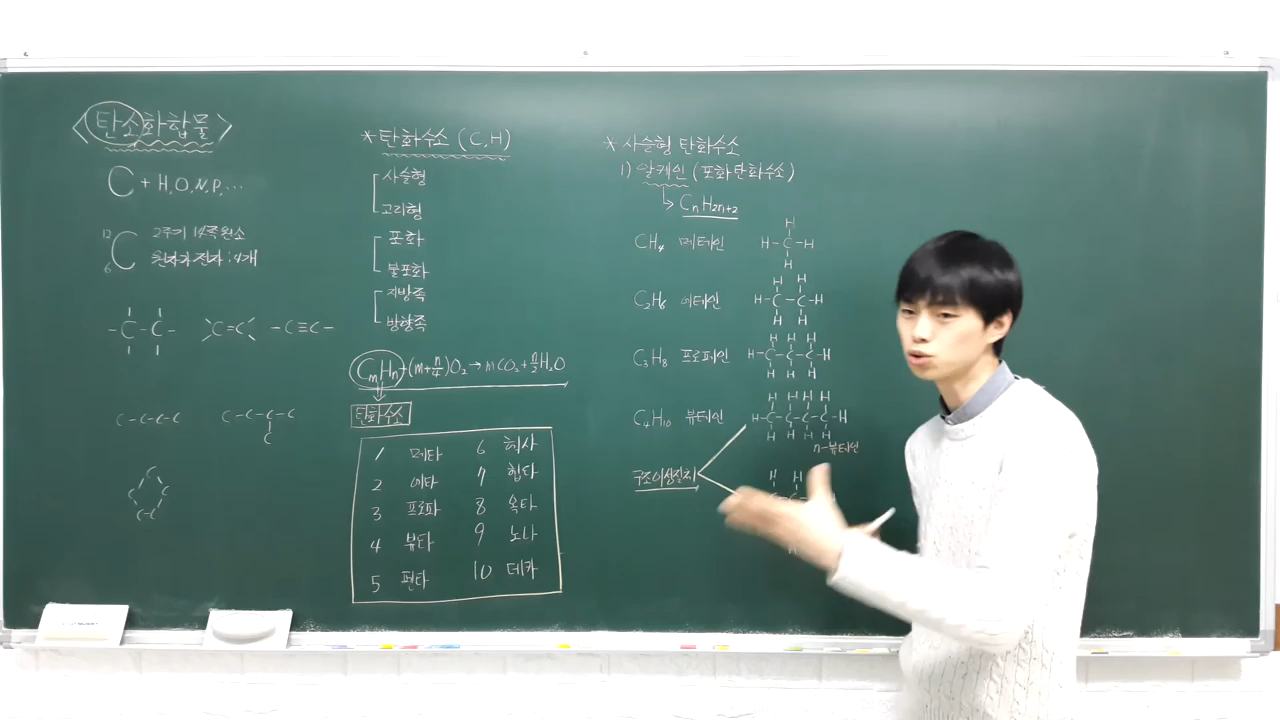 <탄소화합물>
C + H, O, N, P, ...
12
6
C 2주기 14족 원소
원자가 전자 : 4개
- C - C - C = C - C ≡ C -
C - C - C - C
C - C - C - C
C
C
C C
C - C
* 탄화수소 (C, H)
사슬형
고리형
포화
불포화
지방족
방향족
CmHn + (m+n/4)O₂ → mCO₂ + n/2 H₂O
탄화수소
1 메타 6 헥사
2 에타 7 헵타
3 프로파 8 옥타
4 뷰타 9 노나
5 펜타 10 데카
* 사슬형 탄화수소
1) 알케인 (포화 탄화수소)
CnH2n+2
CH₄ 메테인
H
H - C - H
H
C₂H₆ 에테인
H H
H - C - C - H
H H
C₃H₈ 프로페인
H H H
H - C - C - C - H
H H H
C₄H₁₀ 뷰테인
H H H H
H - C - C - C - C - H
H H H H
n-뷰테인
구조이성질체
H H
H